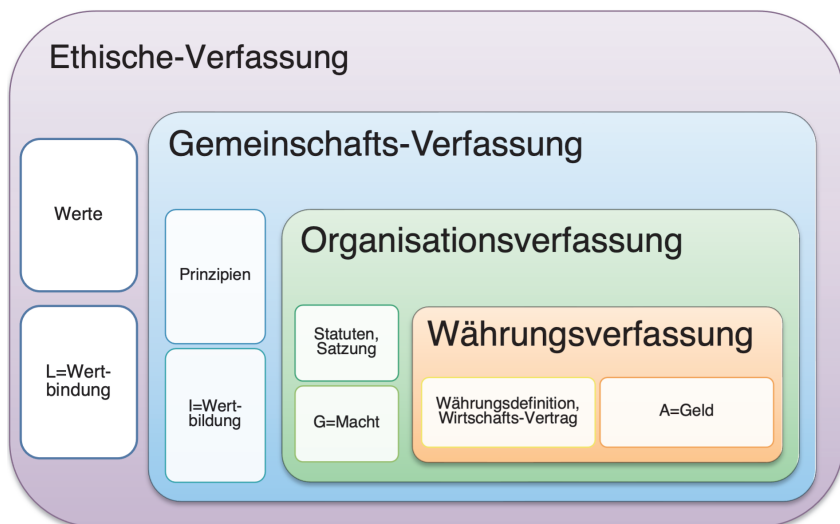 Ethische-Verfassung
Werte
L=Wert-
bindung
Gemeinschafts-Verfassung
Prinzipien
I=Wert-
bildung
Organisationsverfassung
Statuten,
Satzung
G=Macht
Währungsverfassung
Währungsdefinition,
Wirtschafts-Vertrag
A=Geld